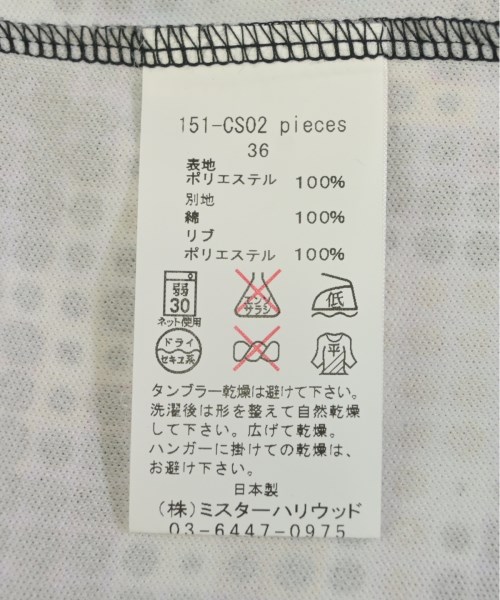 151-CS02 pieces
36
表地
ポリエステル 100%
別地
綿 100%
リブ
ポリエステル 100%
弱
30
ネット使用
エンソ
サラシ
低
ドライ
セキユ系
平
タンブラー乾燥は避けて下さい。
洗濯後は形を整えて自然乾燥
して下さい。広げて乾燥。
ハンガーに掛けての乾燥は、
お避け下さい。
日本製
(株)ミスターハリウッド
03-6447-0975